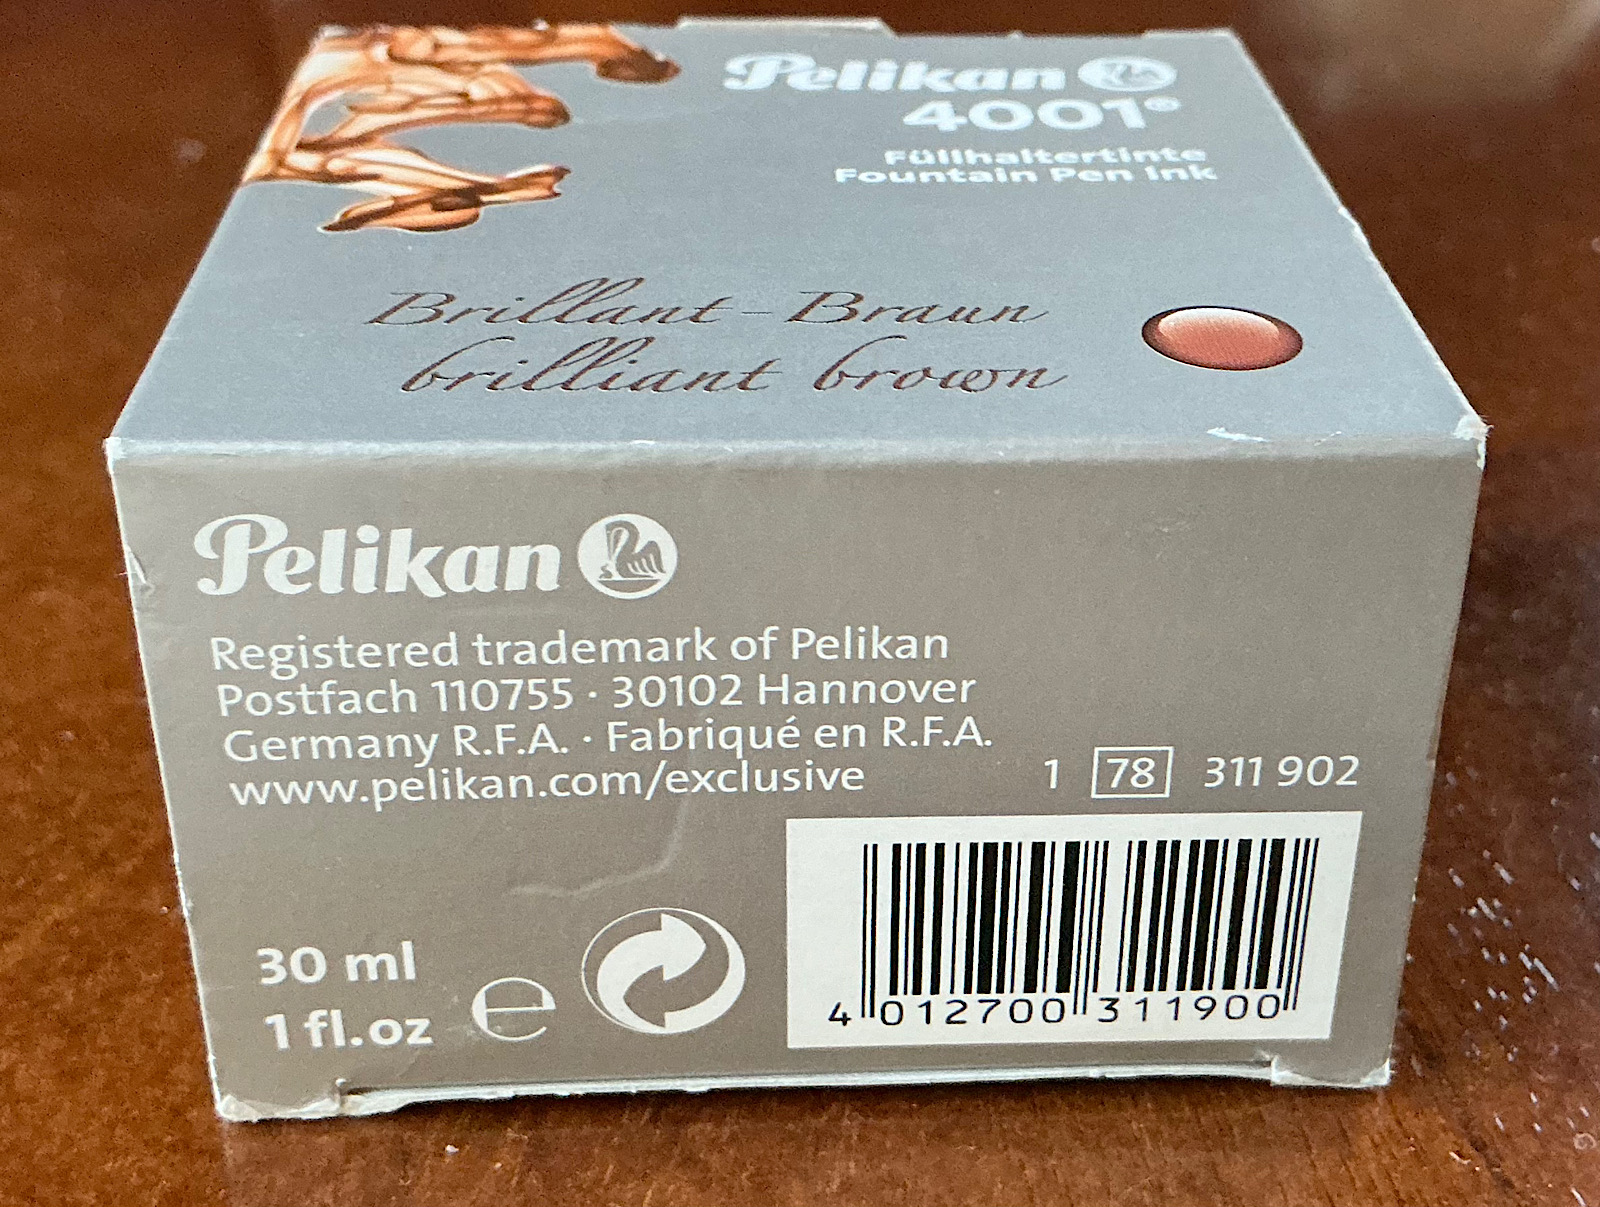 Pelikan
4001®
Füllhaltertinte
Fountain Pen Ink
Brillant-Braun
brilliant brown
Pelikan
Registered trademark of Pelikan
Postfach 110755 · 30102 Hannover
Germany R.F.A. · Fabriqué en R.F.A.
www.pelikan.com/exclusive
1 78 311 902
30 ml
1 fl.oz
e
4 012700 311900